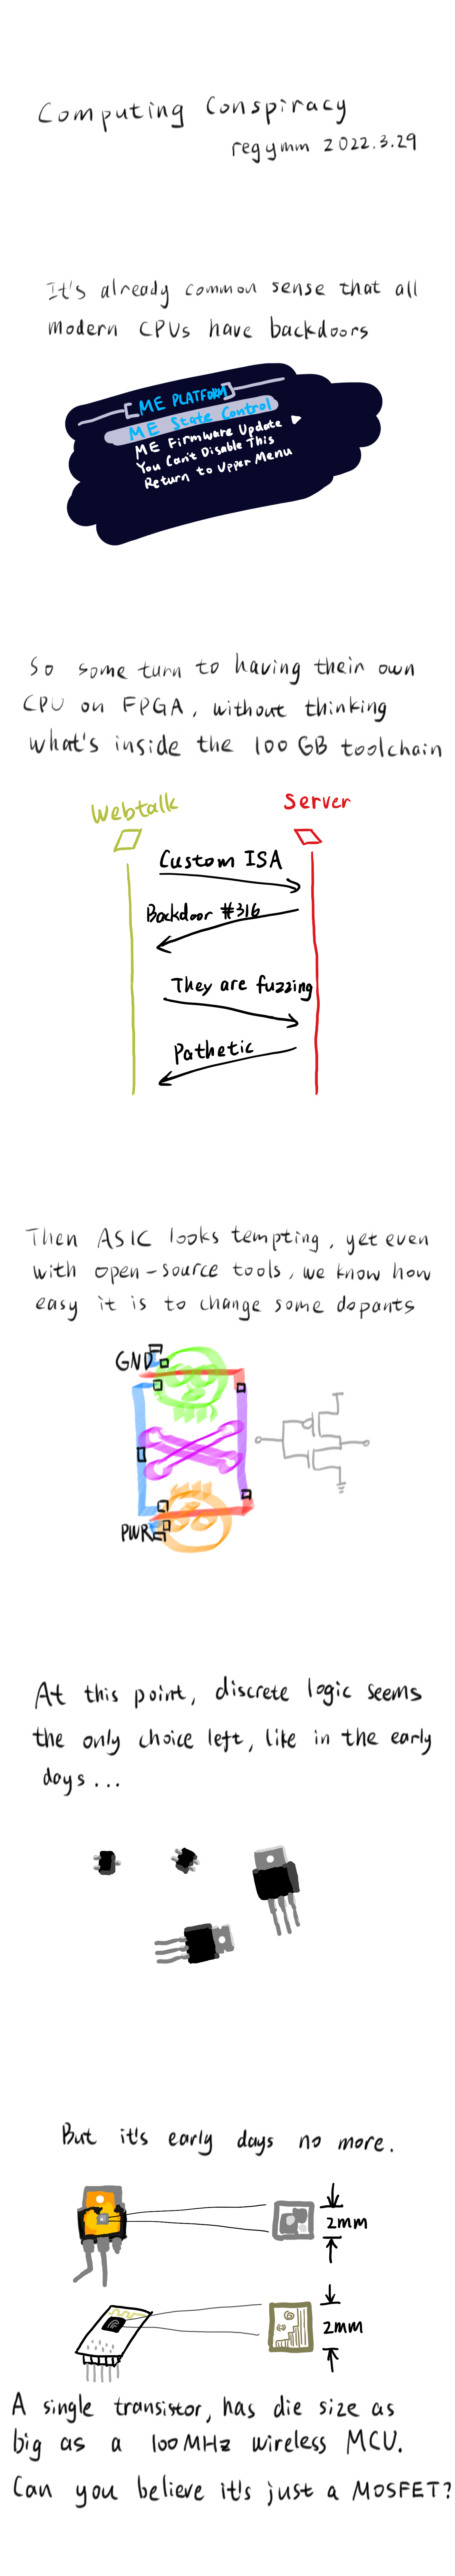 Computing Conspiracy
regymm 2022.3.29
It's already common sense that all
modern CPUs have backdoors
[ME PLATFORM]
ME State Control
ME Firmware Update ▶
You Can't Disable This
Return to Upper Menu
So some turn to having their own
CPU on FPGA, without thinking
what's inside the 100 GB toolchain
Webtalk
Server
Custom ISA
Backdoor #316
They are fuzzing
Pathetic
Then ASIC looks tempting, yet even
with open-source tools, we know how
easy it is to change some dopants
GND
PWR
At this point, discrete logic seems
the only choice left, like in the early
days...
But it's early days no more.
2mm
2mm
A single transistor, has die size as
big as a 100MHz wireless MCU.
Can you believe it's just a MOSFET?